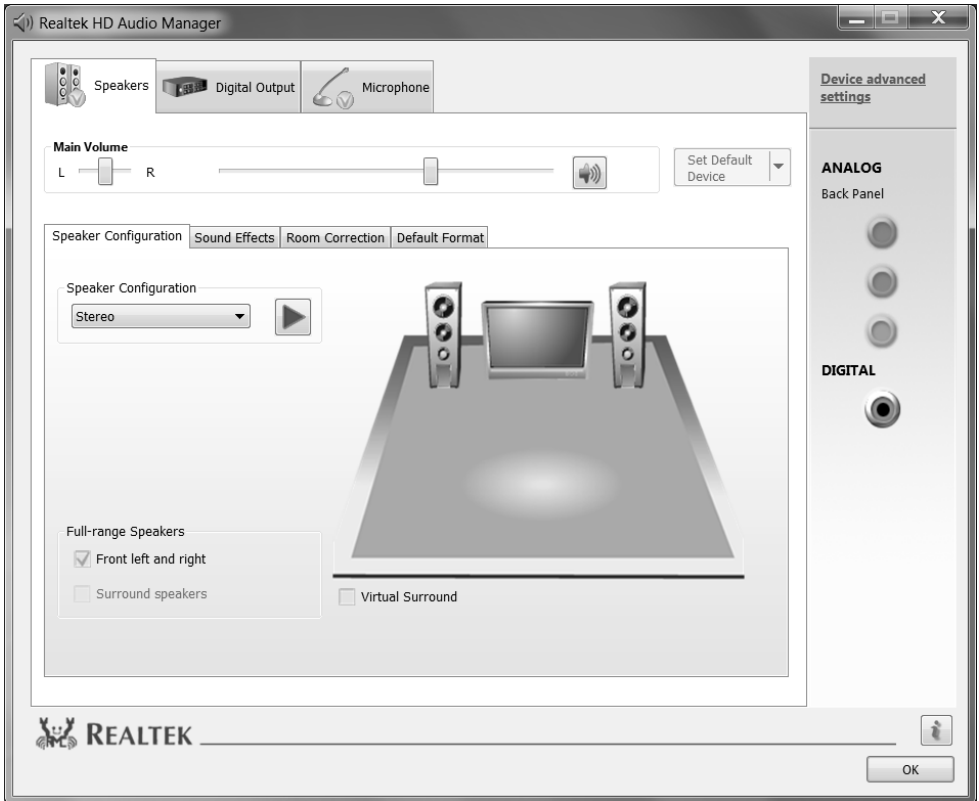 Realtek HD Audio Manager
Speakers
Digital Output
Microphone
Device advanced
settings
Main Volume
L
R
Set Default
Device
ANALOG
Back Panel
Speaker Configuration
Sound Effects
Room Correction
Default Format
Speaker Configuration
Stereo
DIGITAL
Full-range Speakers
Front left and right
Surround speakers
Virtual Surround
REALTEK
i
OK